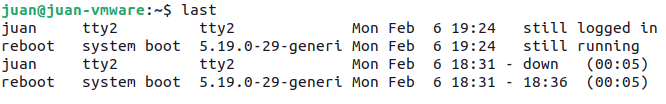 juan@juan-vmware:~$ last
juan     tty2         tty2             Mon Feb  6 19:24   still logged in
reboot   system boot  5.19.0-29-generi Mon Feb  6 19:24   still running
juan     tty2         tty2             Mon Feb  6 18:31 - down   (00:05)
reboot   system boot  5.19.0-29-generi Mon Feb  6 18:31 - 18:36  (00:05)